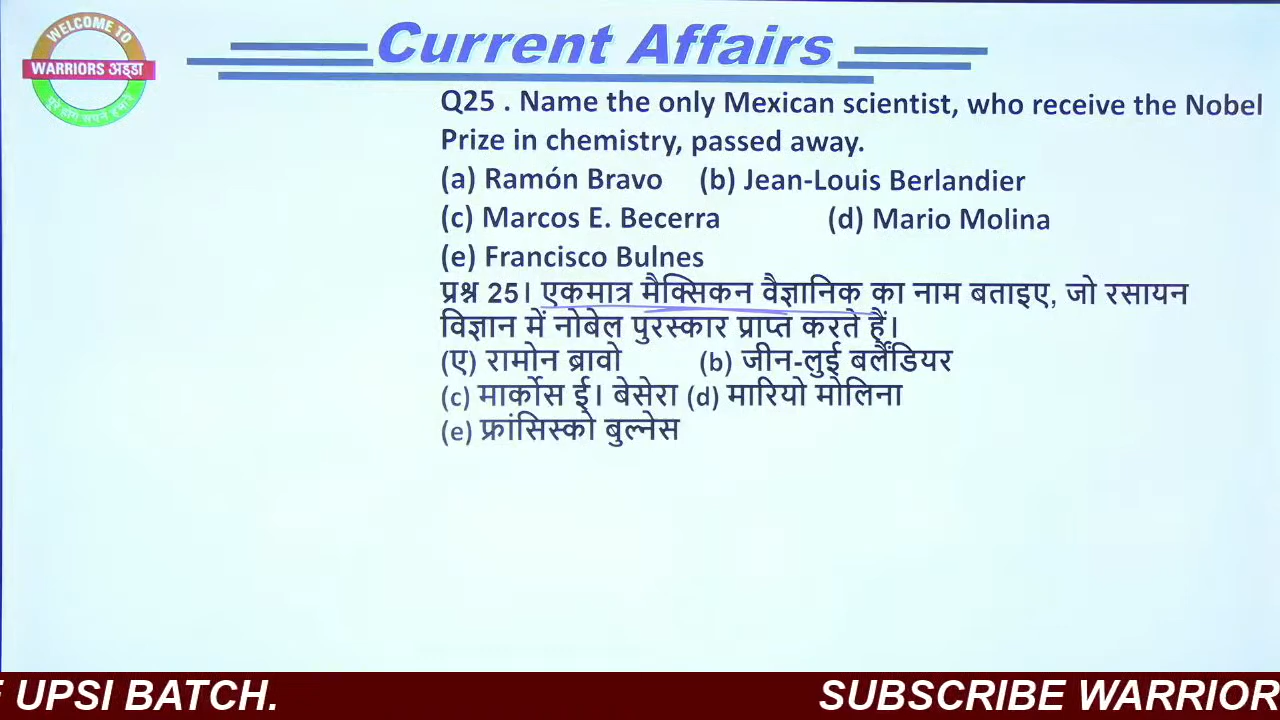 WELCOME TO
WARRIORS अड्डा
पूरे होंगे सपने हमारे
Current Affairs
Q25 . Name the only Mexican scientist, who receive the Nobel
Prize in chemistry, passed away.
(a) Ramón Bravo (b) Jean-Louis Berlandier
(c) Marcos E. Becerra (d) Mario Molina
(e) Francisco Bulnes
प्रश्न 25। एकमात्र मैक्सिकन वैज्ञानिक का नाम बताइए, जो रसायन
विज्ञान में नोबेल पुरस्कार प्राप्त करते हैं।
(ए) रामोन ब्रावो (b) जीन-लुई बर्लैंडियर
(c) मार्कोस ई। बेसेरा (d) मारियो मोलिना
(e) फ्रांसिस्को बुल्नेस
UPSI BATCH. SUBSCRIBE WARRIOR